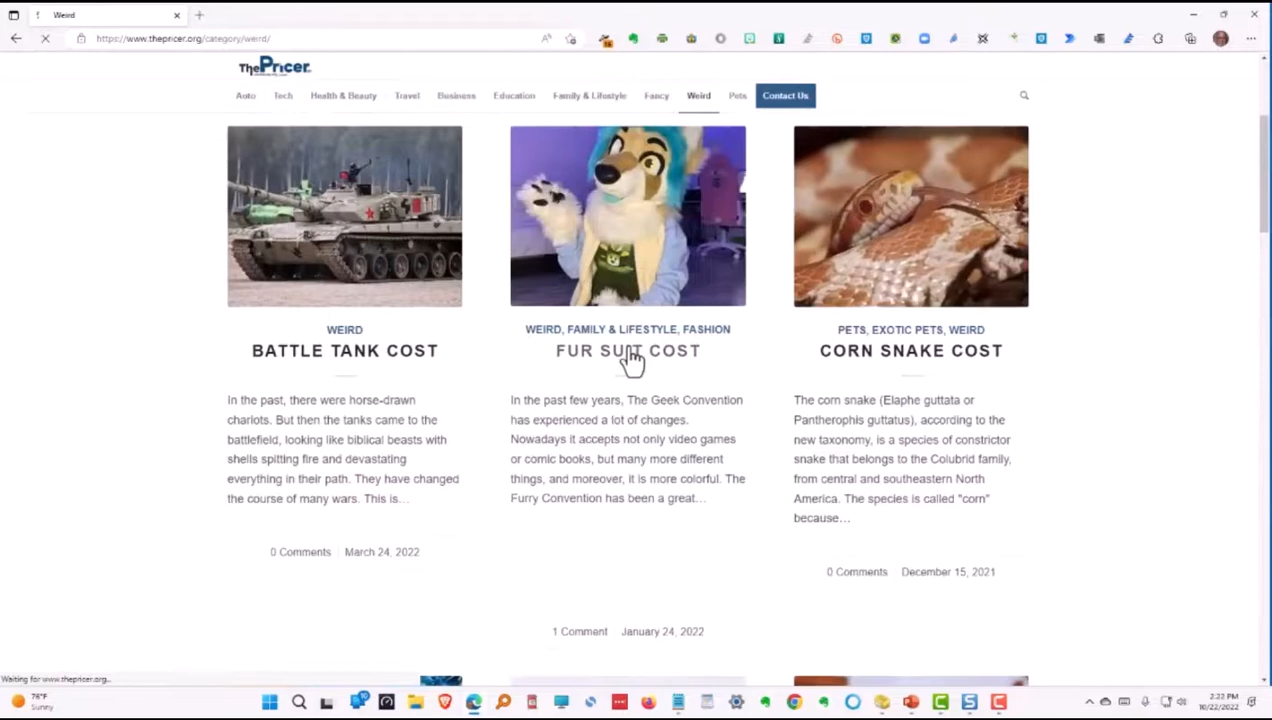 Weird
https://www.thepricer.org/category/weird/
ThePricer
Auto Tech Health & Beauty Travel Business Education Family & Lifestyle Fancy Weird Pets Contact Us
WEIRD
BATTLE TANK COST
In the past, there were horse-drawn
chariots. But then the tanks came to the
battlefield, looking like biblical beasts with
shells spitting fire and devastating
everything in their path. They have changed
the course of many wars. This is…
0 Comments March 24, 2022
WEIRD, FAMILY & LIFESTYLE, FASHION
FUR SUIT COST
In the past few years, The Geek Convention
has experienced a lot of changes.
Nowadays it accepts not only video games
or comic books, but many more different
things, and moreover, it is more colorful. The
Furry Convention has been a great…
1 Comment January 24, 2022
PETS, EXOTIC PETS, WEIRD
CORN SNAKE COST
The corn snake (Elaphe guttata or
Pantherophis guttatus), according to the
new taxonomy, is a species of constrictor
snake that belongs to the Colubrid family,
from central and southeastern North
America. The species is called "corn"
because…
0 Comments December 15, 2021
Waiting for www.thepricer.org...
76°F
Sunny
2:22 PM
10/22/2022